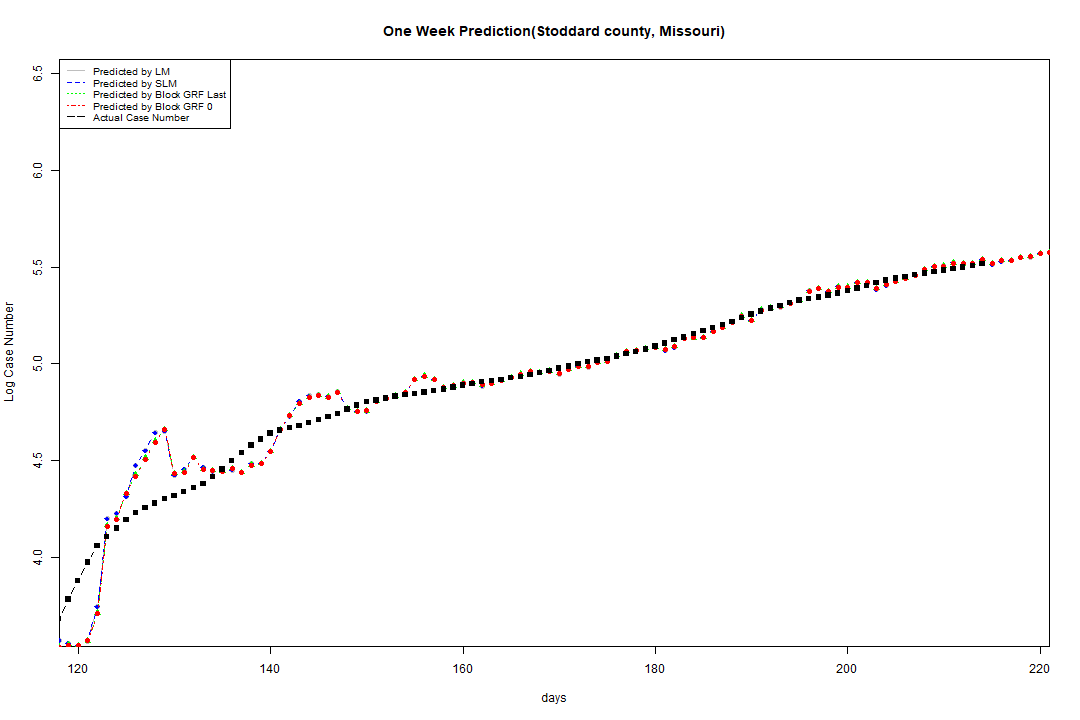 One Week Prediction(Stoddard county, Missouri)
Predicted by LM
Predicted by SLM
Predicted by Block GRF Last
Predicted by Block GRF 0
Actual Case Number
6.5
6.0
5.5
5.0
4.5
4.0
Log Case Number
120 140 160 180 200 220
days